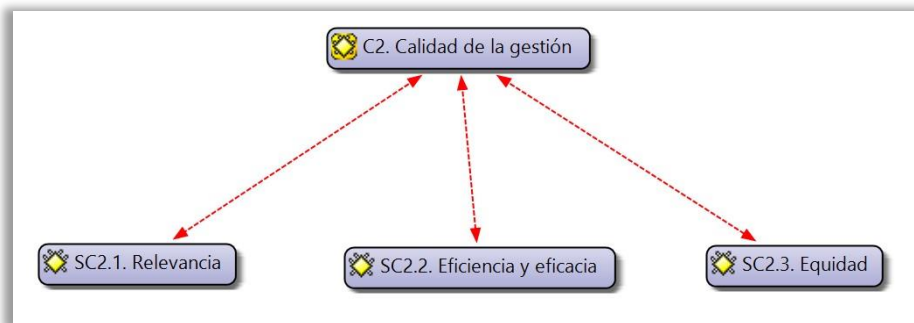 C2. Calidad de la gestión
SC2.1. Relevancia
SC2.2. Eficiencia y eficacia
SC2.3. Equidad